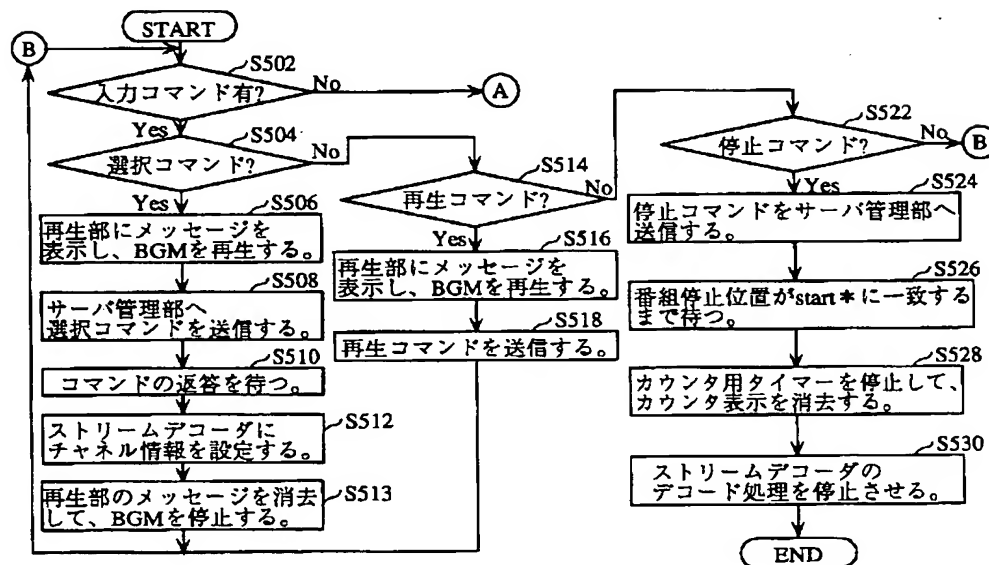 START
B
S502
入力コマンド有?
No
A
Yes
S504
選択コマンド?
No
Yes
S506
再生部にメッセージを
表示し、BGMを再生する。
S508
サーバ管理部へ
選択コマンドを送信する。
S510
コマンドの返答を待つ。
S512
ストリームデコーダに
チャネル情報を設定する。
S513
再生部のメッセージを消去
して、BGMを停止する。
S514
再生コマンド?
No
Yes
S516
再生部にメッセージを
表示し、BGMを再生する。
S518
再生コマンドを送信する。
S522
停止コマンド?
No
B
Yes
S524
停止コマンドをサーバ管理部へ
送信する。
S526
番組停止位置がstart*に一致する
まで待つ。
S528
カウンタ用タイマーを停止して、
カウンタ表示を消去する。
S530
ストリームデコーダの
デコード処理を停止させる。
END